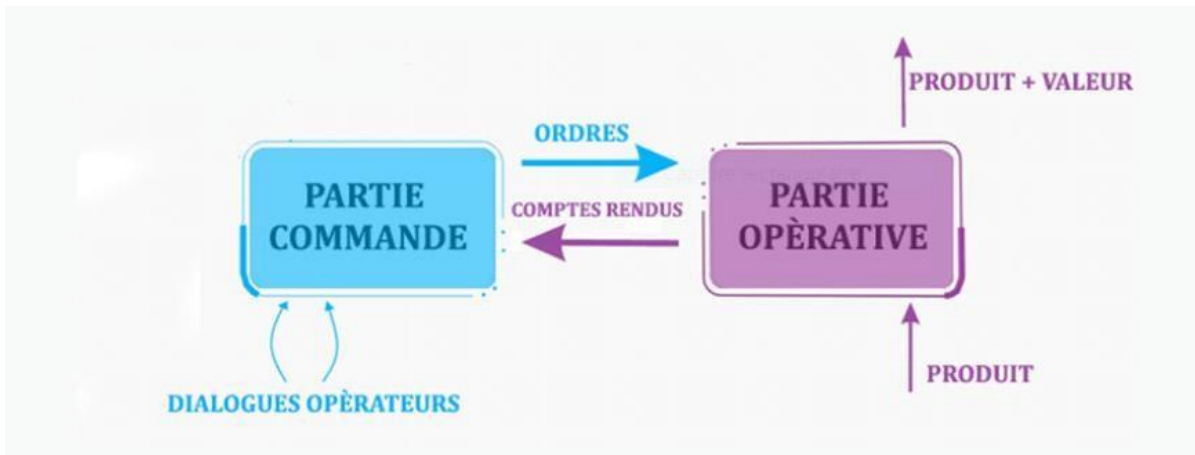 PRODUIT + VALEUR
ORDRES
PARTIE
COMMANDE
COMPTES RENDUS
PARTIE
OPÈRATIVE
PRODUIT
DIALOGUES OPÈRATEURS